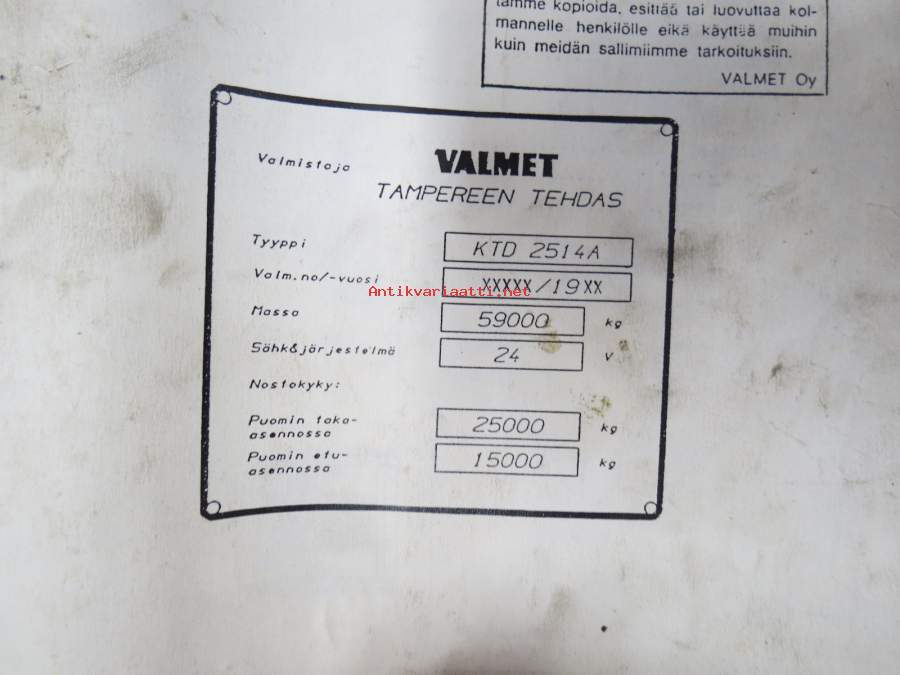 tämme kopioida, esittää tai luovuttaa kol-
mannelle henkilölle eikä käyttää muihin
kuin meidän sallimiimme tarkoituksiin.
VALMET Oy
Valmistaja VALMET
TAMPEREEN TEHDAS
Tyyppi KTD 2514A
Valm.no/-vuosi XXXXX/19XX
Antikvariaatti.net
Massa 59000 kg
Sähköjärjestelmä 24 V
Nostokyky:
Puomin taka-
asennossa 25000 kg
Puomin etu-
asennossa 15000 kg